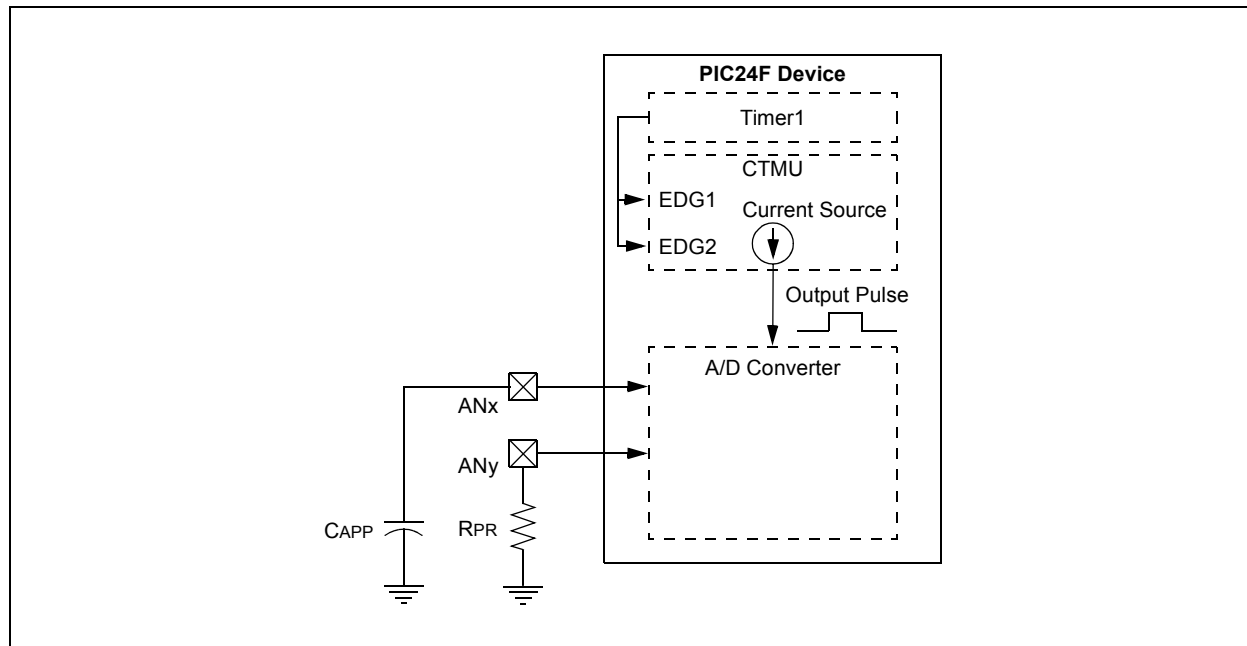 PIC24F Device
Timer1
CTMU
EDG1
Current Source
EDG2
Output Pulse
A/D Converter
ANx
ANy
CAPP
RPR